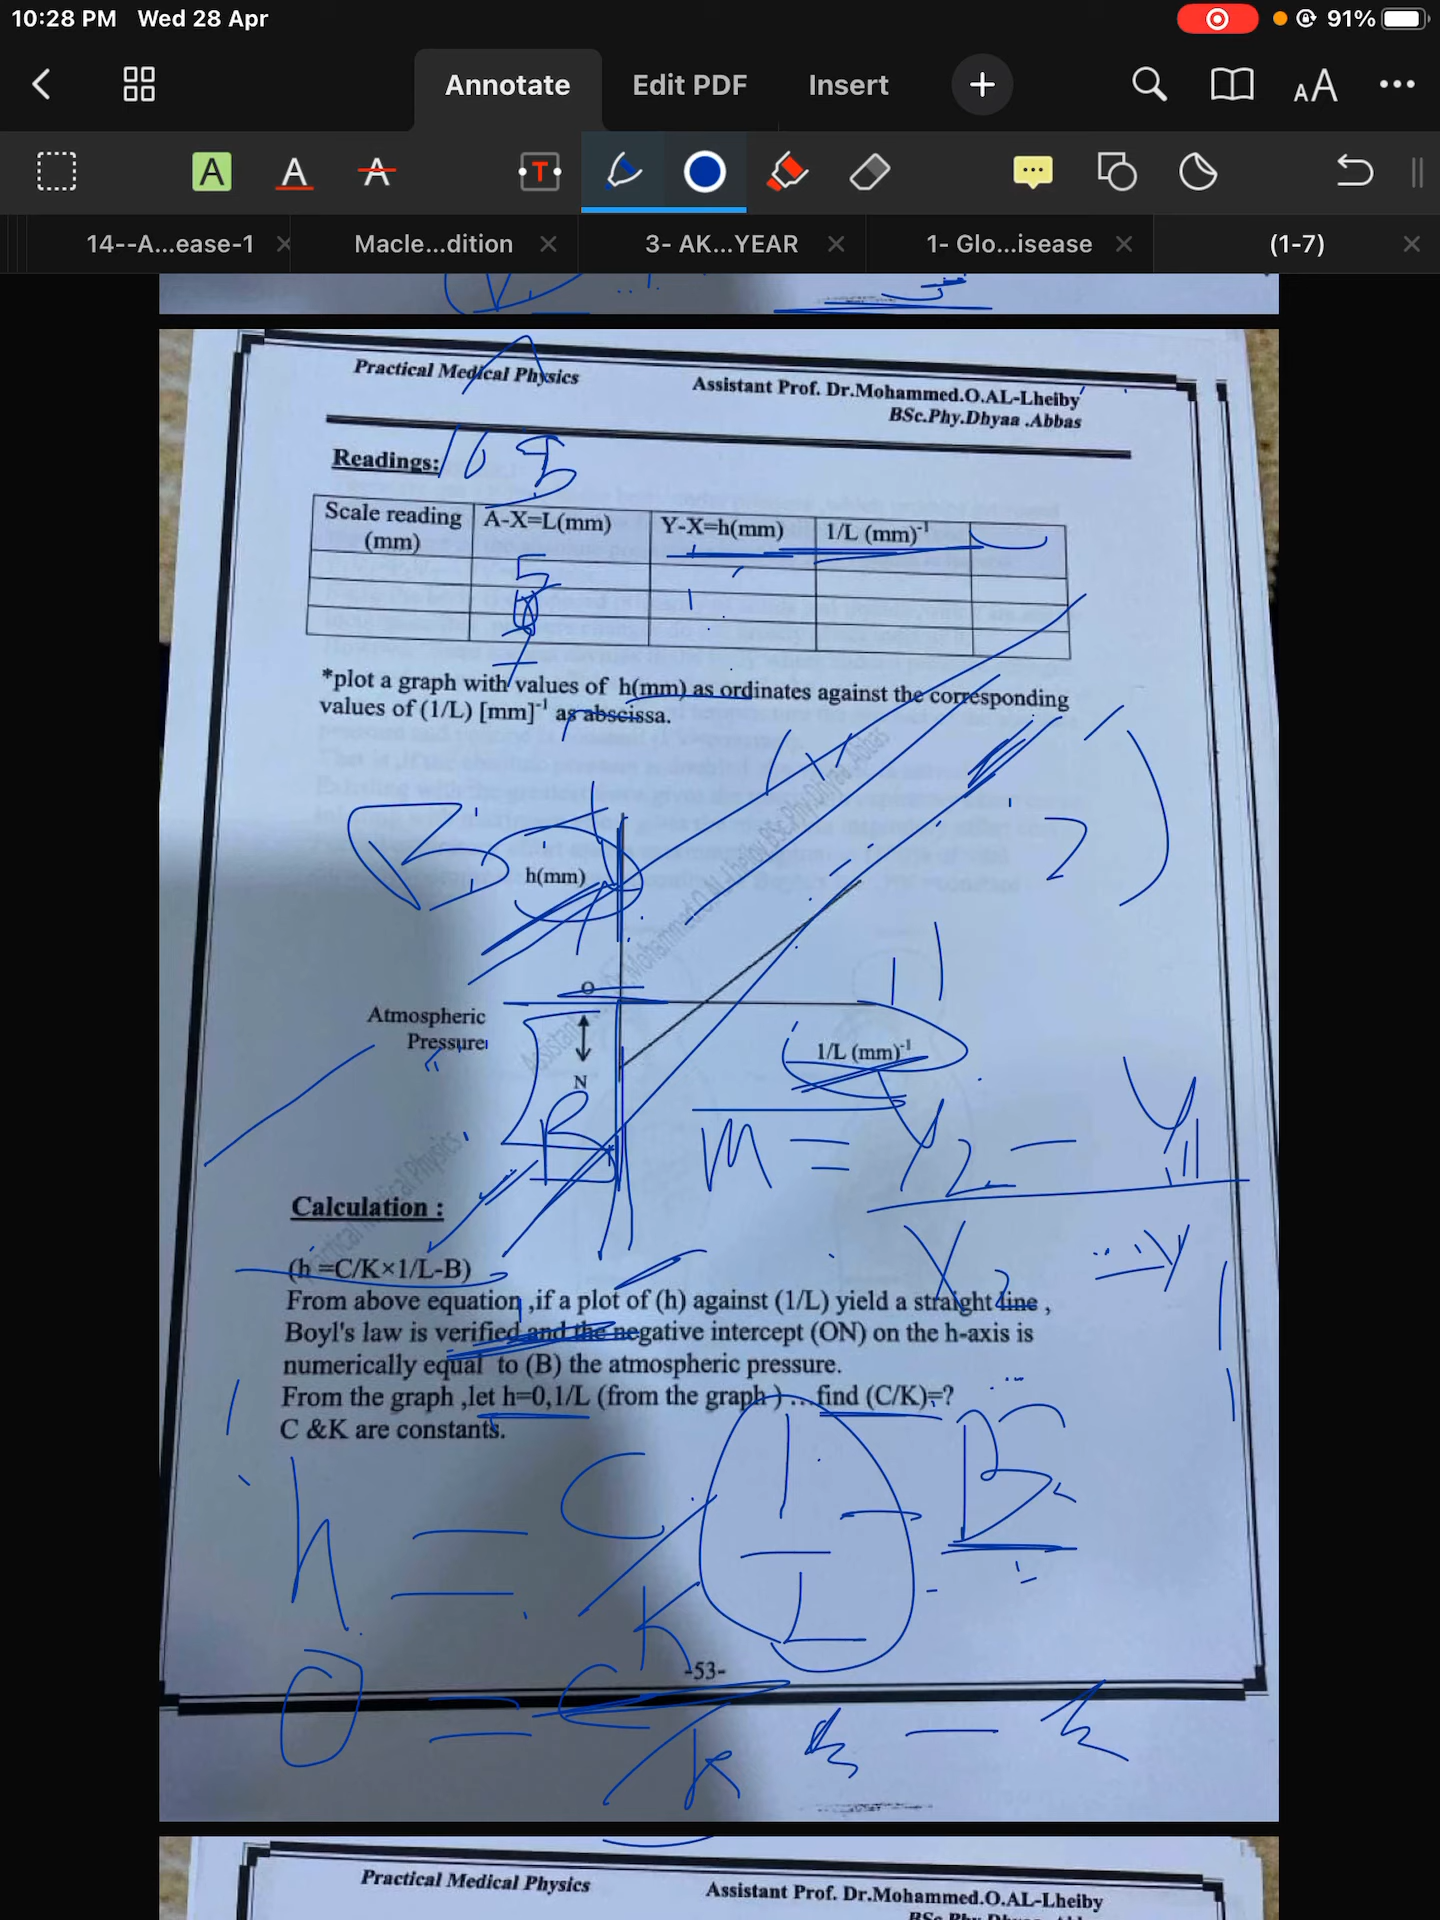 10:28 PM Wed 28 Apr
91%
Annotate Edit PDF Insert
14--A...ease-1 Macle...dition 3- AK...YEAR 1- Glo...isease (1-7)
Practical Medical Physics
Assistant Prof. Dr.Mohammed.O.AL-Lheiby
BSc.Phy.Dhyaa .Abbas
Readings:
Scale reading (mm) A-X=L(mm) Y-X=h(mm) 1/L (mm)⁻¹
5
8
7
*plot a graph with values of h(mm) as ordinates against the corresponding
values of (1/L) [mm]⁻¹ as abscissa.
h(mm)
O
Atmospheric
Pressure
N
B
1/L (mm)⁻¹
m = Y2 - Y1
X2
Calculation :
(h =C/K×1/L-B)
From above equation ,if a plot of (h) against (1/L) yield a straight line ,
Boyl's law is verified and the negative intercept (ON) on the h-axis is
numerically equal to (B) the atmospheric pressure.
From the graph ,let h=0,1/L (from the graph ) ...find (C/K)=?
C &K are constants.
h = C/K 1/L - B
-53-
0 = C/K
Practical Medical Physics
Assistant Prof. Dr.Mohammed.O.AL-Lheiby